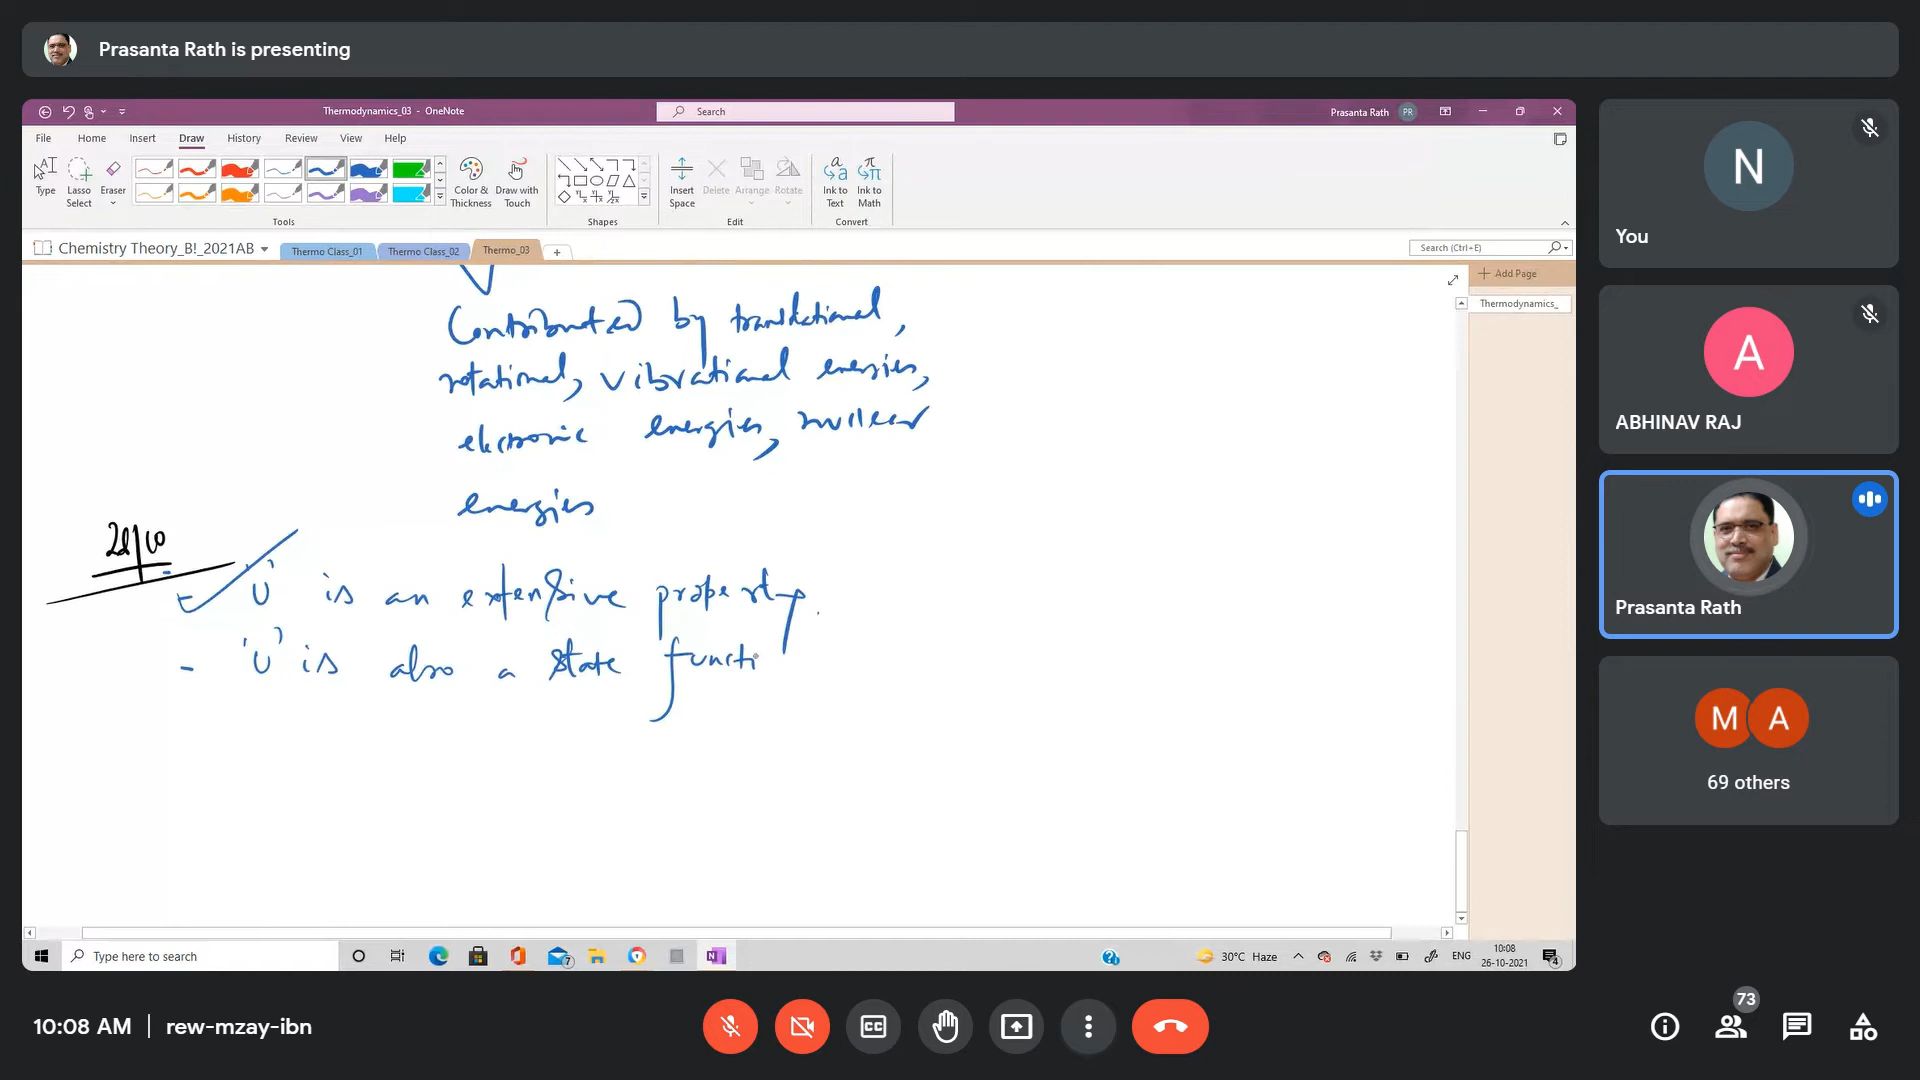 Prasanta Rath is presenting
Thermodynamics_03 - OneNote
Search
Prasanta Rath
PR
File Home Insert Draw History Review View Help
Type
Lasso Select
Eraser
Color & Thickness
Draw with Touch
Insert Space
Delete
Arrange
Rotate
Ink to Text
Ink to Math
Tools
Shapes
Edit
Convert
Chemistry Theory_B!_2021AB
Thermo Class_01
Thermo Class_02
Thermo_03
Search (Ctrl+E)
Add Page
Thermodynamics_
Contributed by translational,
rotational, vibrational energies,
electronic energies, nuclear
energies
'U' is an extensive property.
- 'U' is also a state functi
Type here to search
7
30°C Haze
ENG
10:08
26-10-2021
4
N
You
A
ABHINAV RAJ
Prasanta Rath
M A
69 others
10:08 AM | rew-mzay-ibn
CC
73